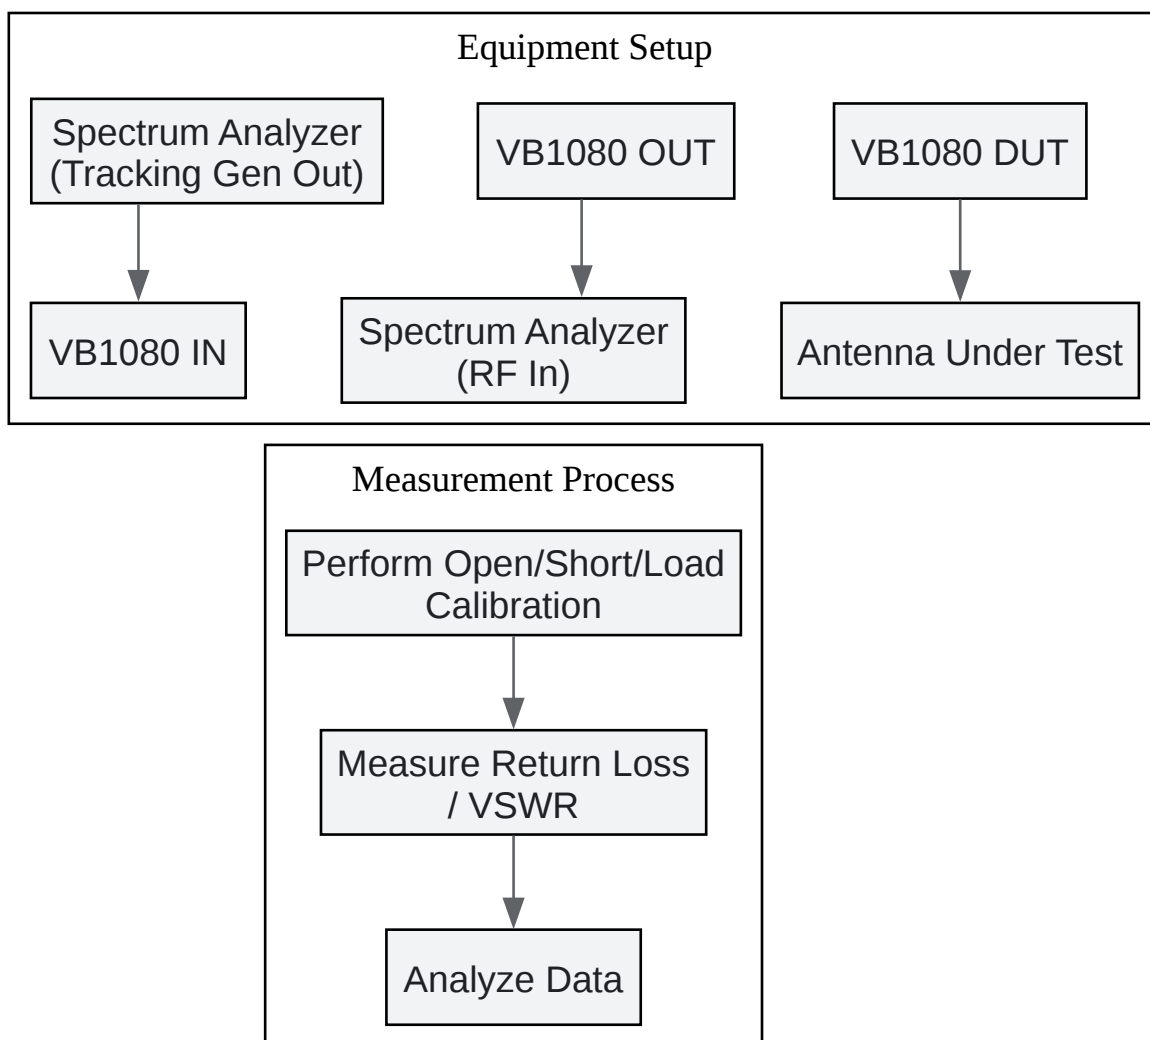 Equipment Setup
Spectrum Analyzer
(Tracking Gen Out)
VB1080 OUT
VB1080 DUT
VB1080 IN
Spectrum Analyzer
(RF In)
Antenna Under Test
Measurement Process
Perform Open/Short/Load
Calibration
Measure Return Loss
/ VSWR
Analyze Data